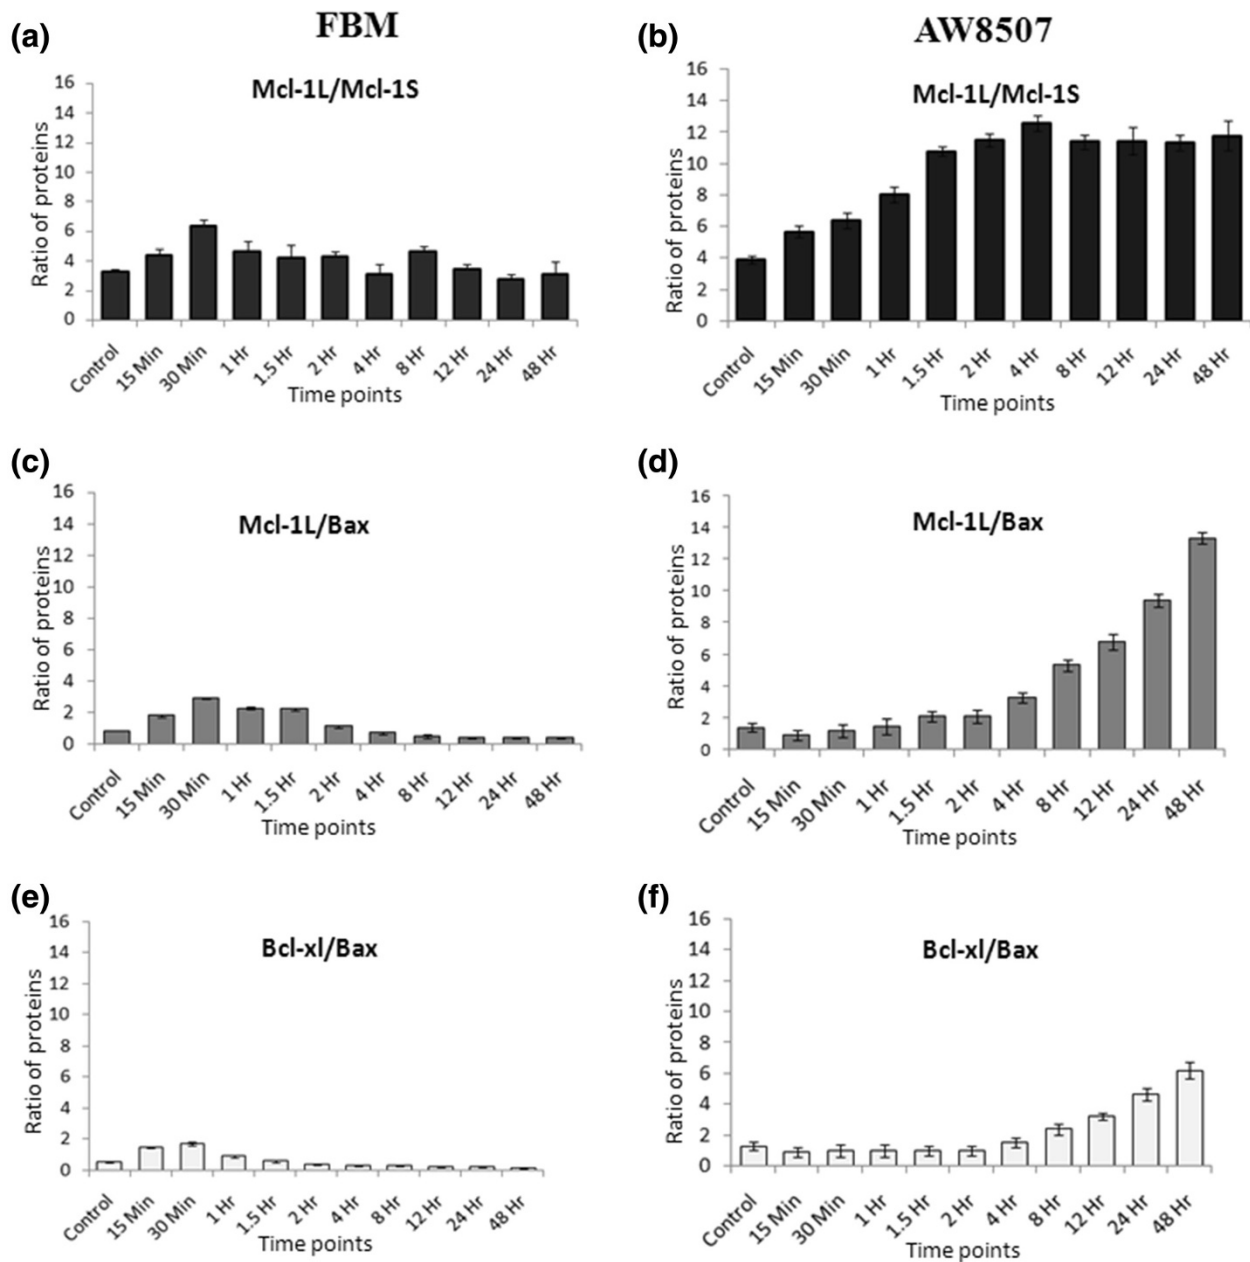 FBM
AW8507
(a)
Mcl-1L/Mcl-1S
Ratio of proteins
16
14
12
10
8
6
4
2
0
Control 15 Min 30 Min 1 Hr 1.5 Hr 2 Hr 4 Hr 8 Hr 12 Hr 24 Hr 48 Hr
Time points
(b)
Mcl-1L/Mcl-1S
Ratio of proteins
16
14
12
10
8
6
4
2
0
Control 15 Min 30 Min 1 Hr 1.5 Hr 2 Hr 4 Hr 8 Hr 12 Hr 24 Hr 48 Hr
Time points
(c)
Mcl-1L/Bax
Ratio of proteins
16
14
12
10
8
6
4
2
0
Control 15 Min 30 Min 1 Hr 1.5 Hr 2 Hr 4 Hr 8 Hr 12 Hr 24 Hr 48 Hr
Time points
(d)
Mcl-1L/Bax
Ratio of proteins
16
14
12
10
8
6
4
2
0
Control 15 Min 30 Min 1 Hr 1.5 Hr 2 Hr 4 Hr 8 Hr 12 Hr 24 Hr 48 Hr
Time points
(e)
Bcl-xl/Bax
Ratio of proteins
16
14
12
10
8
6
4
2
0
Control 15 Min 30 Min 1 Hr 1.5 Hr 2 Hr 4 Hr 8 Hr 12 Hr 24 Hr 48 Hr
Time points
(f)
Bcl-xl/Bax
Ratio of proteins
16
14
12
10
8
6
4
2
0
Control 15 Min 30 Min 1 Hr 1.5 Hr 2 Hr 4 Hr 8 Hr 12 Hr 24 Hr 48 Hr
Time points